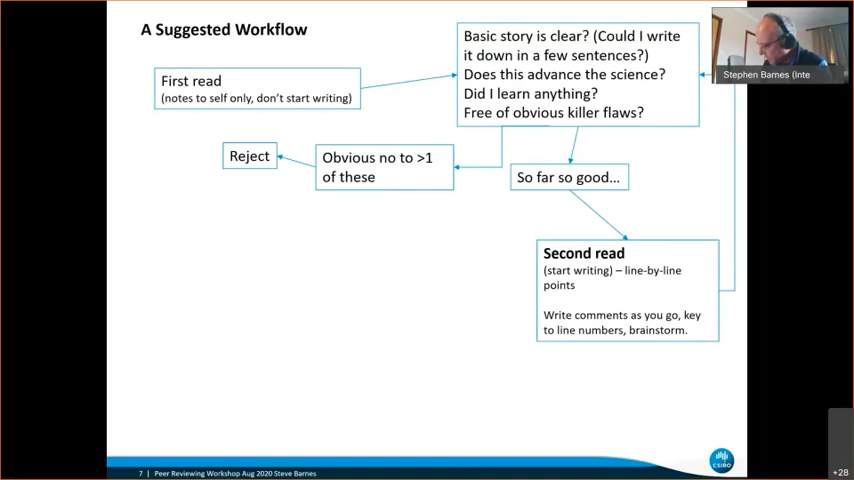 A Suggested Workflow
Basic story is clear? (Could I write
it down in a few sentences?)
Does this advance the science?
Did I learn anything?
Free of obvious killer flaws?
Stephen Barnes (Inte
First read
(notes to self only, don't start writing)
Reject
Obvious no to >1
of these
So far so good...
Second read
(start writing) – line-by-line
points
Write comments as you go, key
to line numbers, brainstorm.
7 | Peer Reviewing Workshop Aug 2020 Steve Barnes
CSIRO
+28